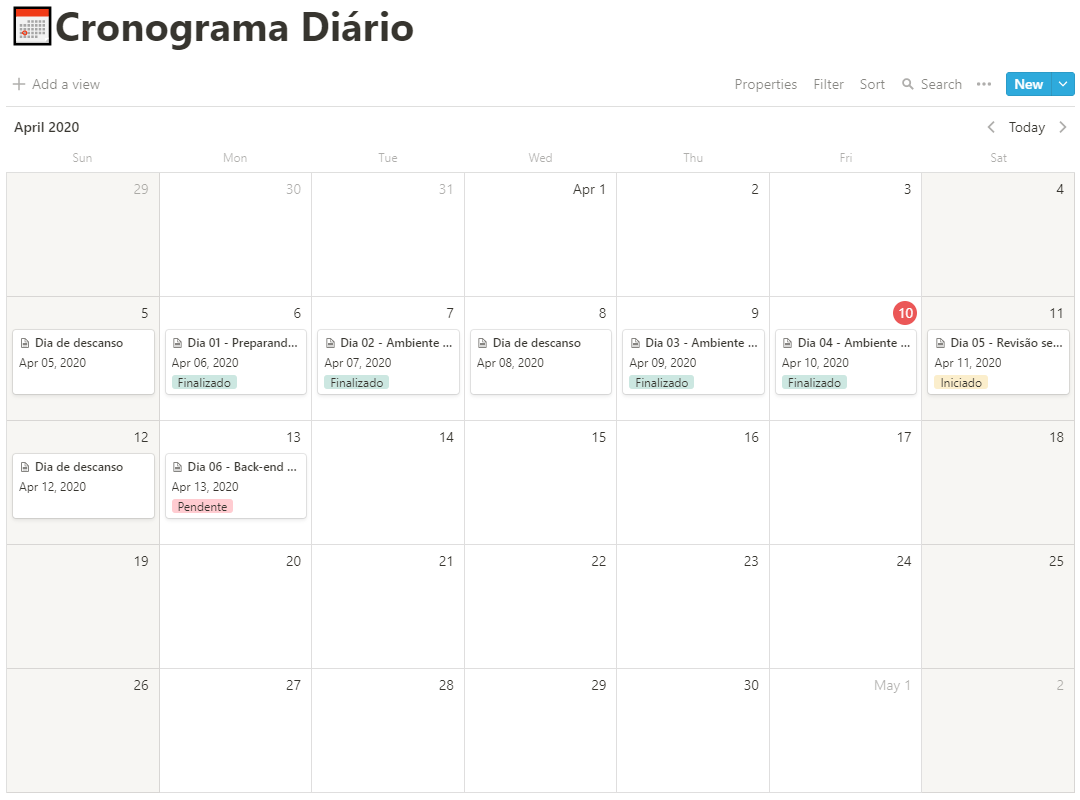 Cronograma Diário
Add a view
Properties Filter Sort Search ... New
April 2020
Today
Sun Mon Tue Wed Thu Fri Sat
29 30 31 Apr 1 2 3 4
5 6 7 8 9 10 11
Dia de descanso Dia 01 - Preparand... Dia 02 - Ambiente ... Dia de descanso Dia 03 - Ambiente ... Dia 04 - Ambiente ... Dia 05 - Revisão se...
Apr 05, 2020 Apr 06, 2020 Apr 07, 2020 Apr 08, 2020 Apr 09, 2020 Apr 10, 2020 Apr 11, 2020
Finalizado Finalizado Finalizado Finalizado Iniciado
12 13 14 15 16 17 18
Dia de descanso Dia 06 - Back-end ...
Apr 12, 2020 Apr 13, 2020
Pendente
19 20 21 22 23 24 25
26 27 28 29 30 May 1 2